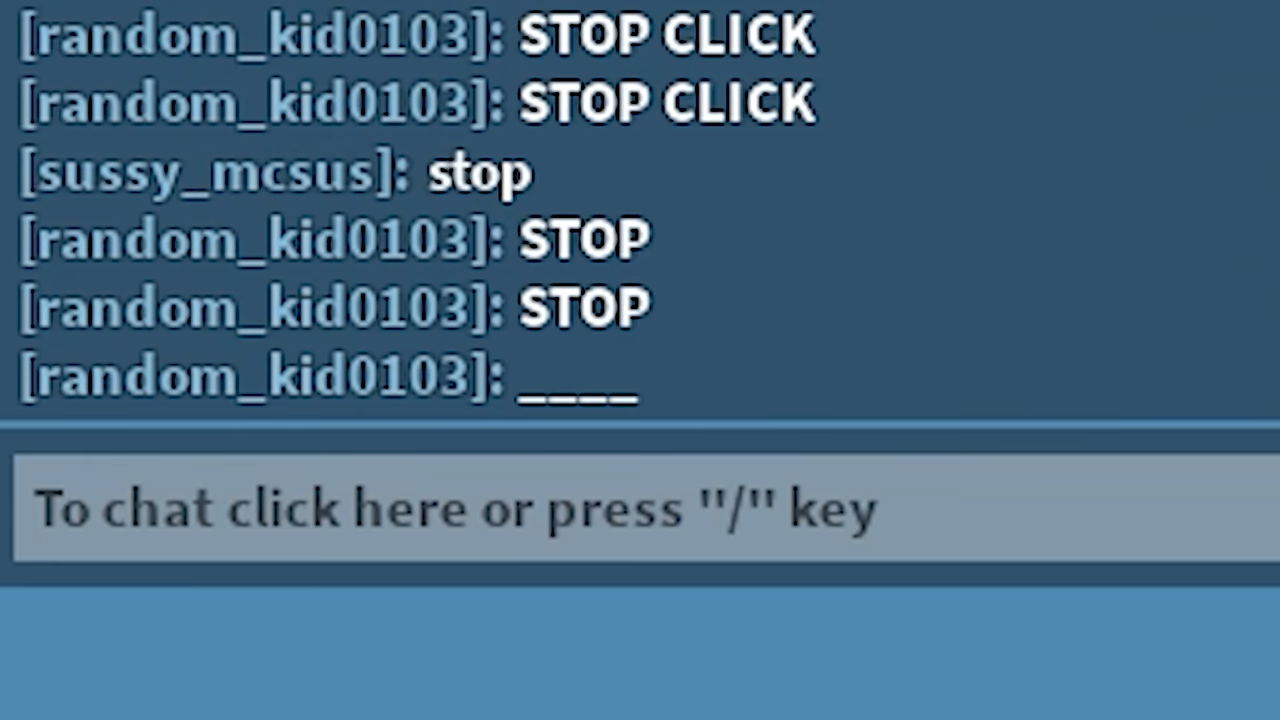 [random_kid0103]: STOP CLICK
[random_kid0103]: STOP CLICK
[sussy_mcsus]: stop
[random_kid0103]: STOP
[random_kid0103]: STOP
[random_kid0103]: ____
To chat click here or press "/" key